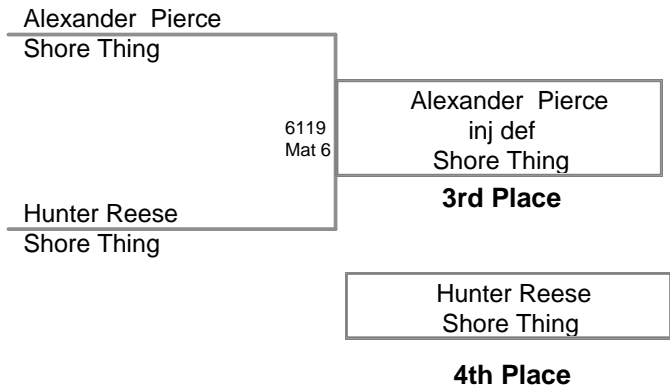 Alexander Pierce
Shore Thing
Alexander Pierce
inj def
Shore Thing
6119
Mat 6
3rd Place
Hunter Reese
Shore Thing
Hunter Reese
Shore Thing
4th Place